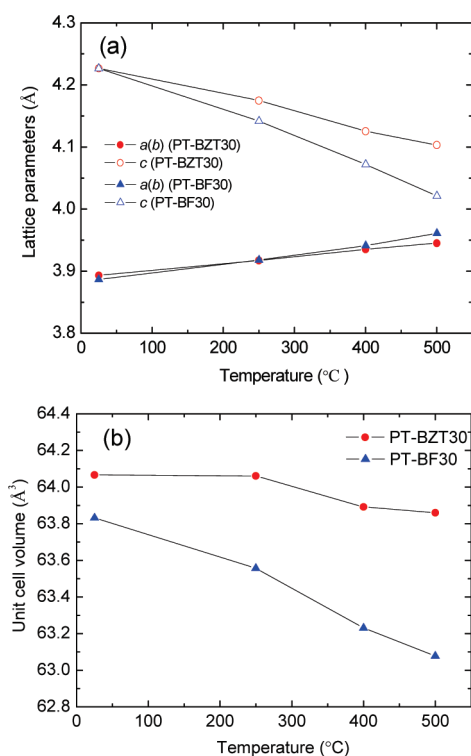 (a)
4.3
4.2
4.1
4.0
3.9
3.8
Lattice parameters (Å)
a(b) (PT-BZT30)
c (PT-BZT30)
a(b) (PT-BF30)
c (PT-BF30)
0 100 200 300 400 500
Temperature (°C)
(b)
64.4
64.2
64.0
63.8
63.6
63.4
63.2
63.0
62.8
Unit cell volume (Å³)
PT-BZT30
PT-BF30
0 100 200 300 400 500
Temperature (°C)